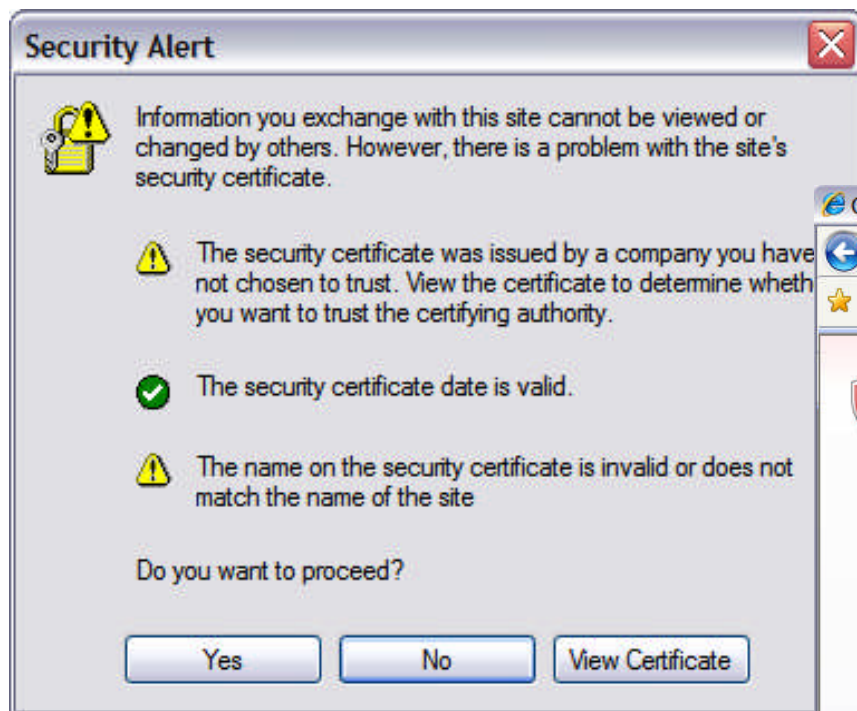 Security Alert
Information you exchange with this site cannot be viewed or
changed by others. However, there is a problem with the site's
security certificate.
The security certificate was issued by a company you have
not chosen to trust. View the certificate to determine
you want to trust the certifying authority.
The security certificate date is valid.
The name on the security certificate is invalid or does not
match the name of the site
Do you want to proceed?
Yes
No
View Certificate